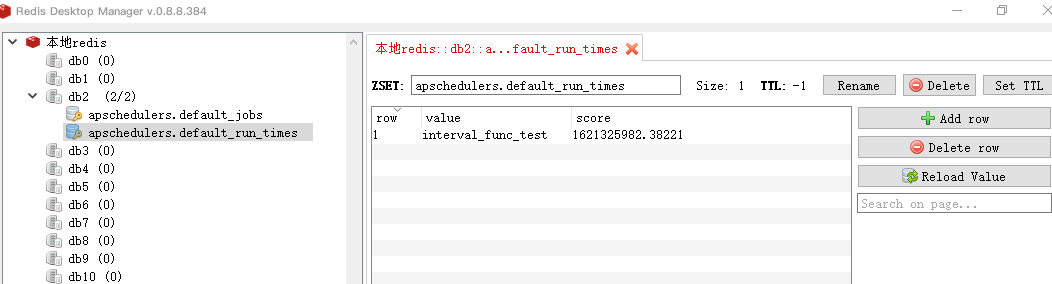 Redis Desktop Manager v.0.8.8.384
本地redis
db0 (0)
db1 (0)
db2 (2/2)
apschedulers.default_jobs
apschedulers.default_run_times
db3 (0)
db4 (0)
db5 (0)
db6 (0)
db7 (0)
db8 (0)
db9 (0)
db10 (0)
本地redis::db2::a...fault_run_times
ZSET: apschedulers.default_run_times Size: 1 TTL: -1 Rename Delete Set TTL
row value score
1 interval_func_test 1621325982.38221
Add row
Delete row
Reload Value
Search on page...